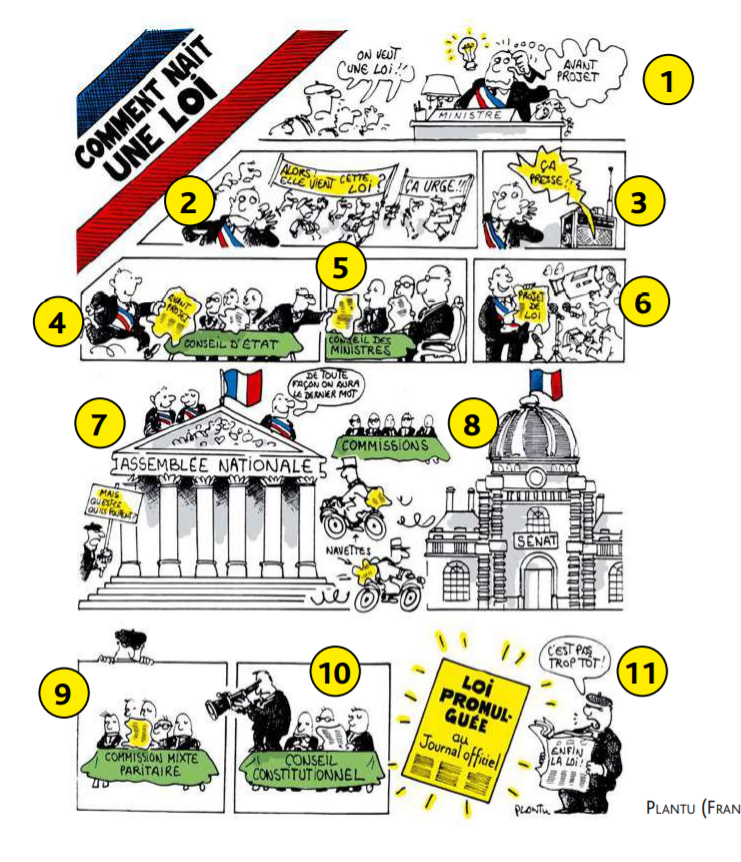 COMMENT NAÎT
UNE LOI
ON VEUT
UNE LOI !!
AVANT
PROJET
1
MINISTRE
2
ALORS,
ELLE VIENT CETTE
LOI ?
ÇA URGE !!
ÇA
PRESSE !!
3
4
AVANT
PROJET
CONSEIL D'ÉTAT
5
CONSEIL DES
MINISTRES
PROJET
DE
LOI
6
7
DE TOUTE
FAÇON ON AURA
LE DERNIER MOT
ASSEMBLÉE NATIONALE
MAIS
QU'EST-CE
QU'ILS FOUTENT ?
COMMISSIONS
8
NAVETTES
SÉNAT
9
COMMISSION MIXTE
PARITAIRE
10
CONSEIL
CONSTITUTIONNEL
LOI
PROMUL-
GUÉE
au
Journal officiel
C'EST PAS
TROP TÔT !
11
ENFIN
LA LOI !
PLANTU
PLANTU (FRAN